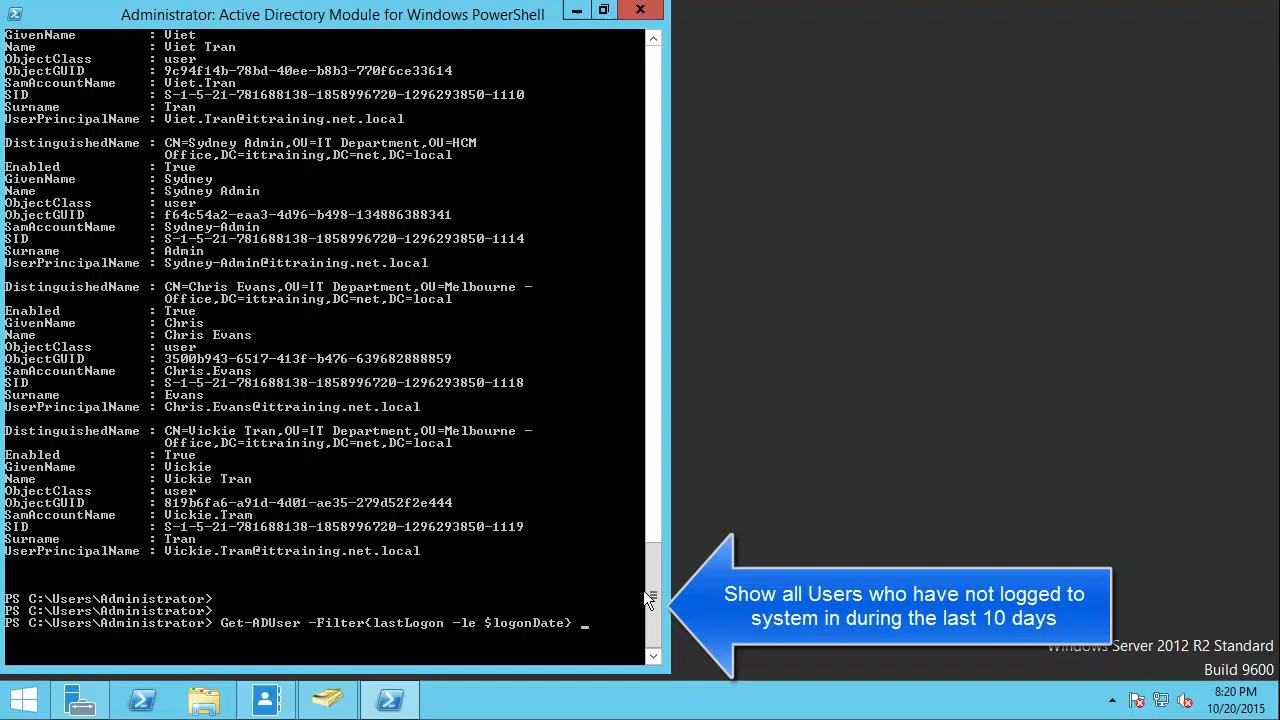 Administrator: Active Directory Module for Windows PowerShell
GivenName : Viet
Name : Viet Tran
ObjectClass : user
ObjectGUID : 9c94f14b-78bd-40ee-b8b3-770f6ce33614
SamAccountName : Viet.Tran
SID : S-1-5-21-781688138-1858996720-1296293850-1110
Surname : Tran
UserPrincipalName : Viet.Tran@ittraining.net.local
DistinguishedName : CN=Sydney Admin,OU=IT Department,OU=HCM
Office,DC=ittraining,DC=net,DC=local
Enabled : True
GivenName : Sydney
Name : Sydney Admin
ObjectClass : user
ObjectGUID : f64c54a2-eaa3-4d96-b498-134886388341
SamAccountName : Sydney-Admin
SID : S-1-5-21-781688138-1858996720-1296293850-1114
Surname : Admin
UserPrincipalName : Sydney-Admin@ittraining.net.local
DistinguishedName : CN=Chris Evans,OU=IT Department,OU=Melbourne -
Office,DC=ittraining,DC=net,DC=local
Enabled : True
GivenName : Chris
Name : Chris Evans
ObjectClass : user
ObjectGUID : 3500b943-6517-413f-b476-639682888859
SamAccountName : Chris.Evans
SID : S-1-5-21-781688138-1858996720-1296293850-1118
Surname : Evans
UserPrincipalName : Chris.Evans@ittraining.net.local
DistinguishedName : CN=Vickie Tran,OU=IT Department,OU=Melbourne -
Office,DC=ittraining,DC=net,DC=local
Enabled : True
GivenName : Vickie
Name : Vickie Tran
ObjectClass : user
ObjectGUID : 819b6fa6-a91d-4d01-ae35-279d52f2e444
SamAccountName : Vickie.Tram
SID : S-1-5-21-781688138-1858996720-1296293850-1119
Surname : Tran
UserPrincipalName : Vickie.Tram@ittraining.net.local
PS C:\Users\Administrator>
PS C:\Users\Administrator>
PS C:\Users\Administrator> Get-ADUser -Filter{lastLogon -le $logonDate} _
Show all Users who have not logged to
system in during the last 10 days
Windows Server 2012 R2 Standard
Build 9600
8:20 PM
10/20/2015